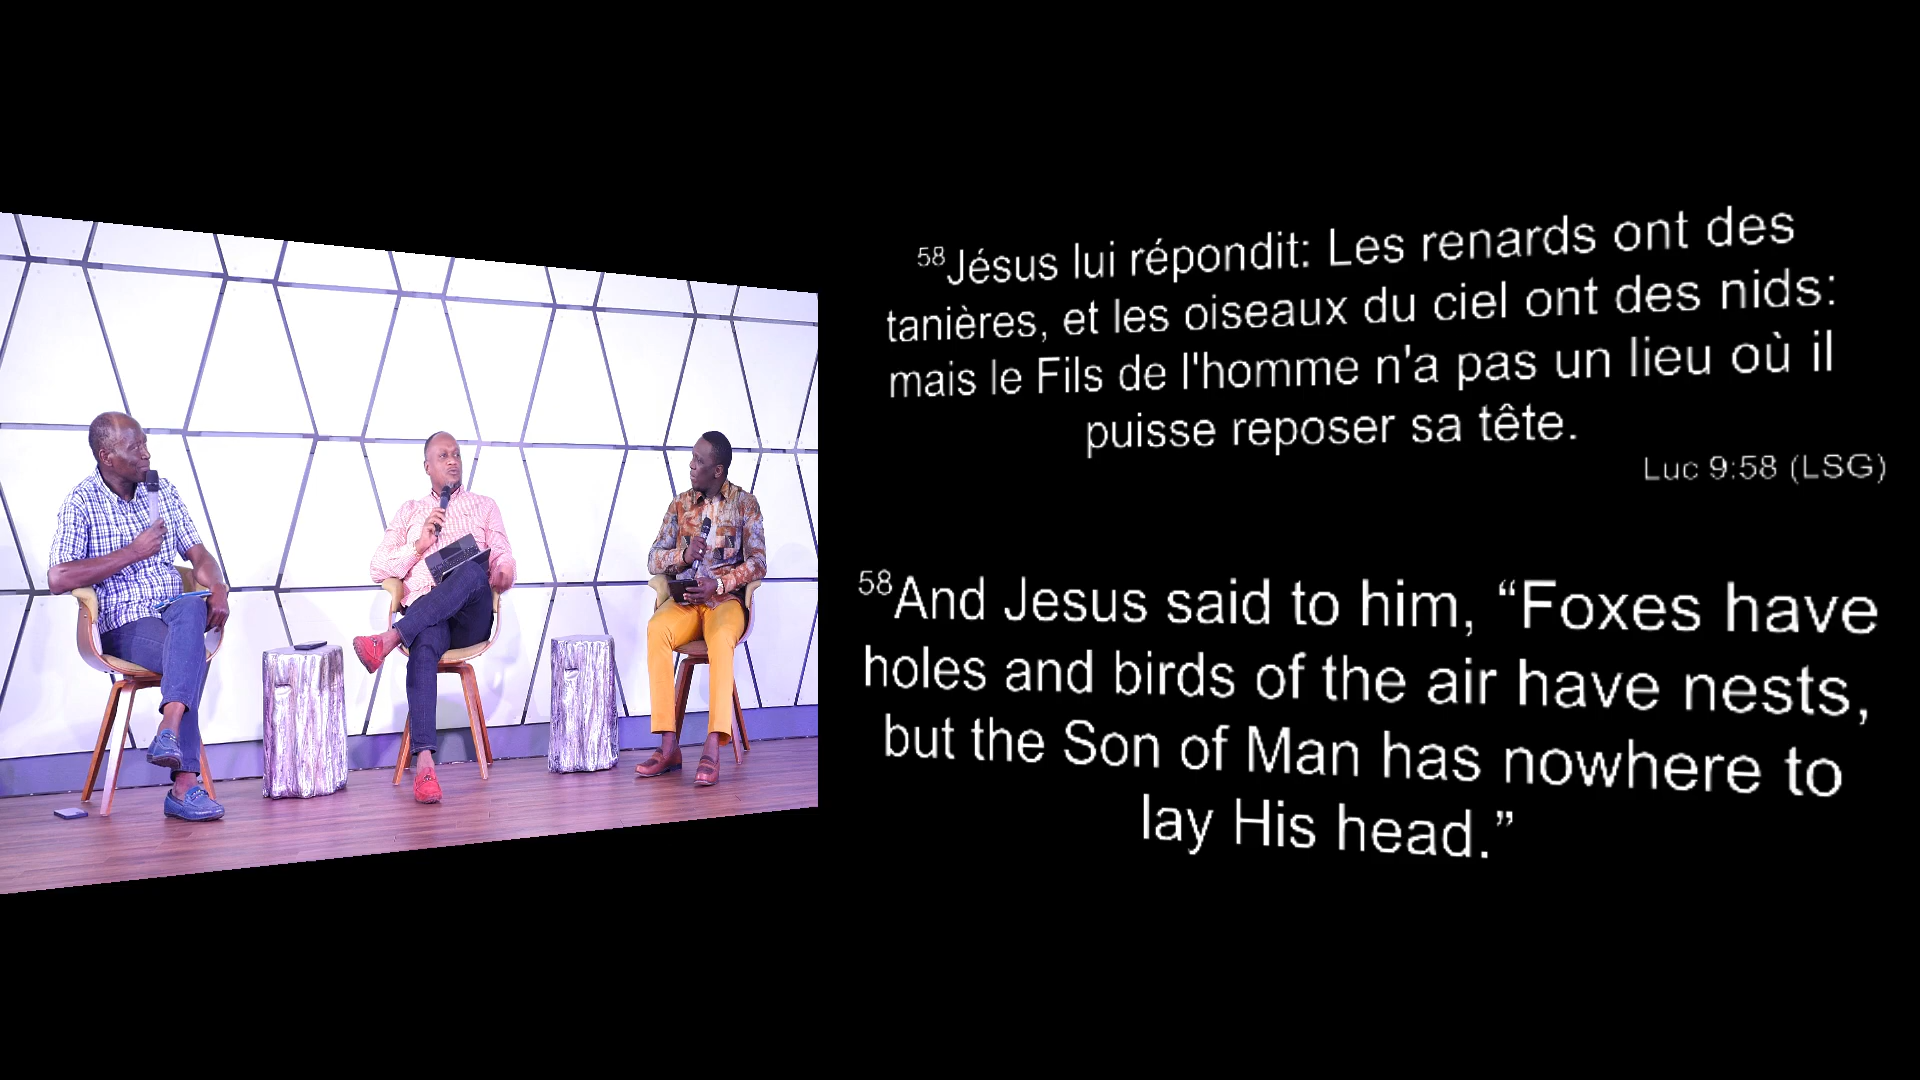 58Jésus lui répondit: Les renards ont des
tanières, et les oiseaux du ciel ont des nids:
mais le Fils de l'homme n'a pas un lieu où il
puisse reposer sa tête.
Luc 9:58 (LSG)
58And Jesus said to him, “Foxes have
holes and birds of the air have nests,
but the Son of Man has nowhere to
lay His head.”